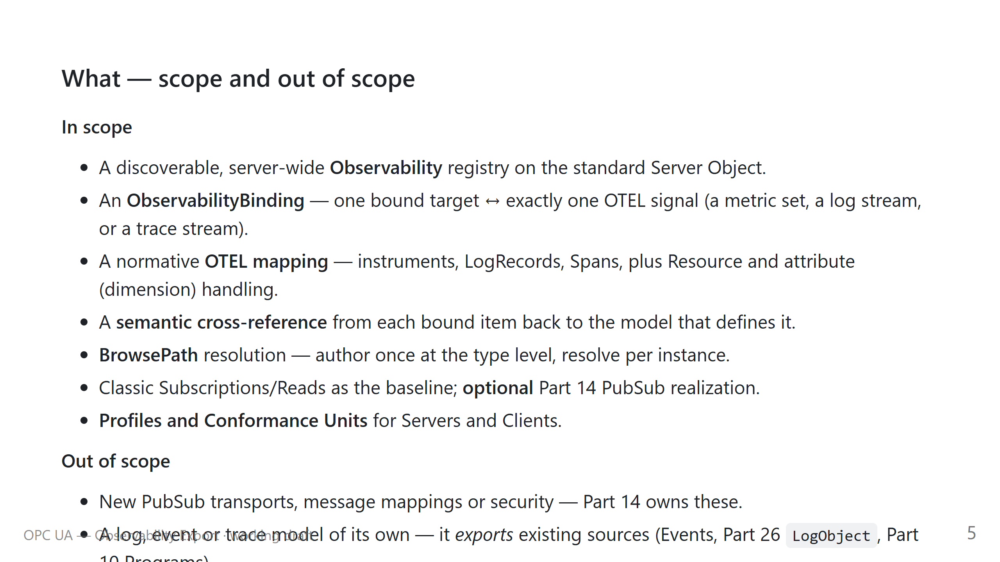 What — scope and out of scope
In scope
A discoverable, server-wide Observability registry on the standard Server Object.
An ObservabilityBinding — one bound target ↔ exactly one OTEL signal (a metric set, a log stream,
or a trace stream).
A normative OTEL mapping — instruments, LogRecords, Spans, plus Resource and attribute
(dimension) handling.
A semantic cross-reference from each bound item back to the model that defines it.
BrowsePath resolution — author once at the type level, resolve per instance.
Classic Subscriptions/Reads as the baseline; optional Part 14 PubSub realization.
Profiles and Conformance Units for Servers and Clients.
Out of scope
New PubSub transports, message mappings or security — Part 14 owns these.
A log, event or trace model of its own — it exports existing sources (Events, Part 26 LogObject, Part
10 Programs)
OPC UA — Observability Export · working draft
5